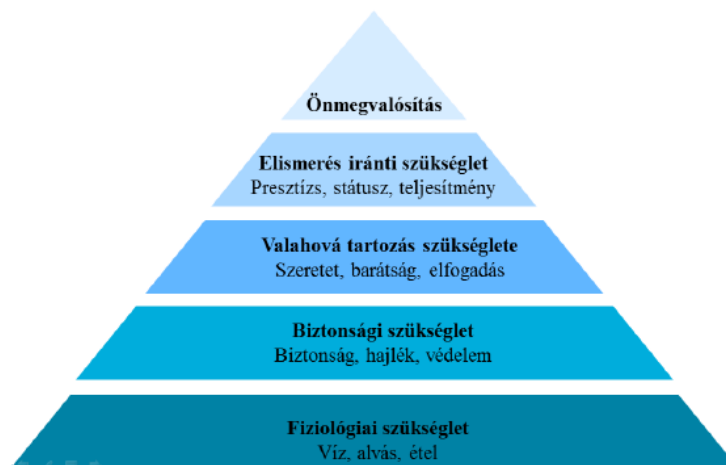 Önmegvalósítás
Elismerés iránti szükséglet
Presztízs, státusz, teljesítmény
Valahová tartozás szükséglete
Szeretet, barátság, elfogadás
Biztonsági szükséglet
Biztonság, hajlék, védelem
Fiziológiai szükséglet
Víz, alvás, étel